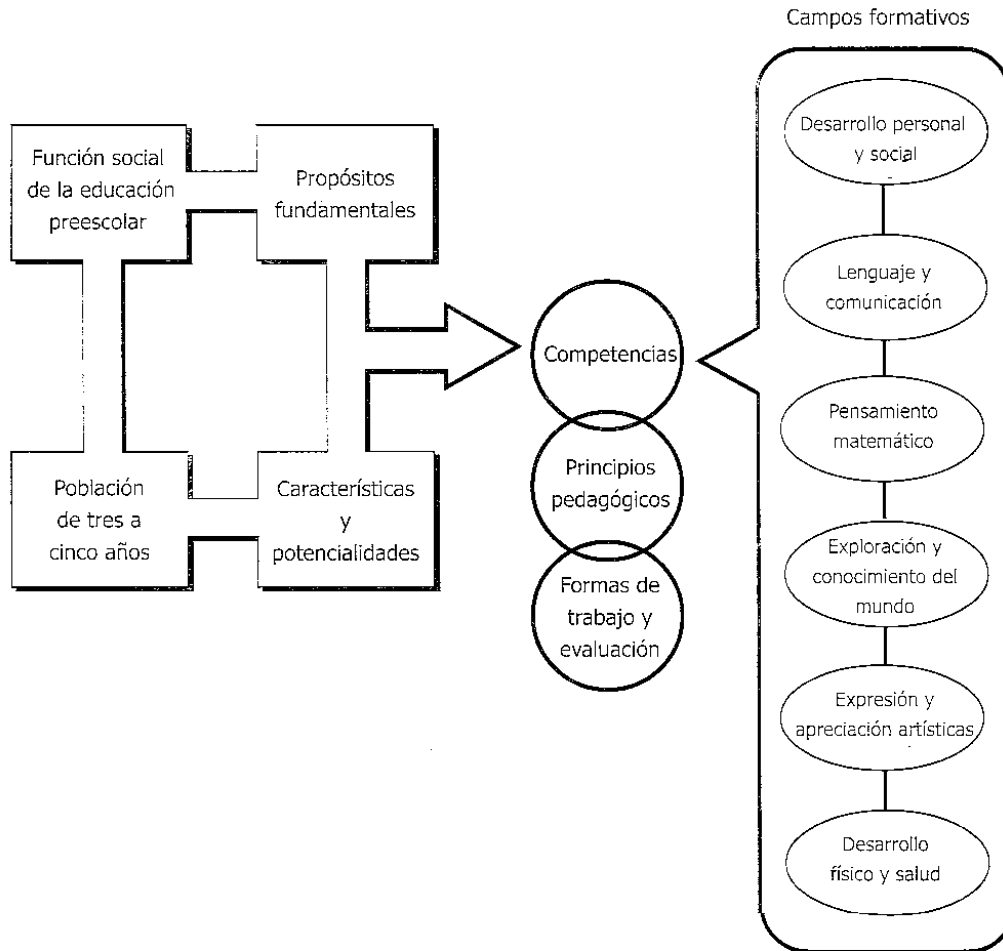 Campos formativos
Función social
de la educación
preescolar
Propósitos
fundamentales
Población
de tres a
cinco años
Características
y
potencialidades
Competencias
Principios
pedagógicos
Formas de
trabajo y
evaluación
Desarrollo personal
y social
Lenguaje y
comunicación
Pensamiento
matemático
Exploración y
conocimiento del
mundo
Expresión y
apreciación artísticas
Desarrollo
físico y salud